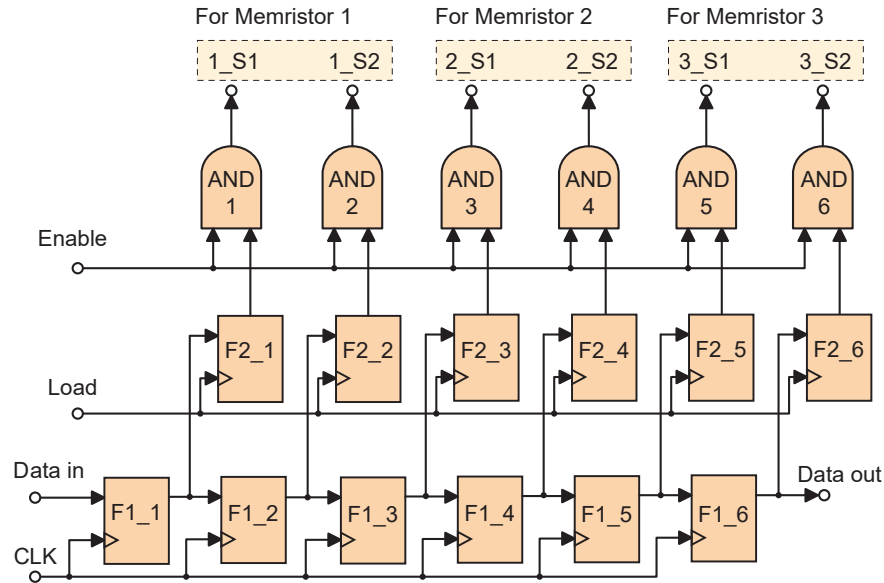 For Memristor 1 For Memristor 2 For Memristor 3
1_S1 1_S2 2_S1 2_S2 3_S1 3_S2
AND 1 AND 2 AND 3 AND 4 AND 5 AND 6
Enable
F2_1 F2_2 F2_3 F2_4 F2_5 F2_6
Load
Data in Data out
F1_1 F1_2 F1_3 F1_4 F1_5 F1_6
CLK